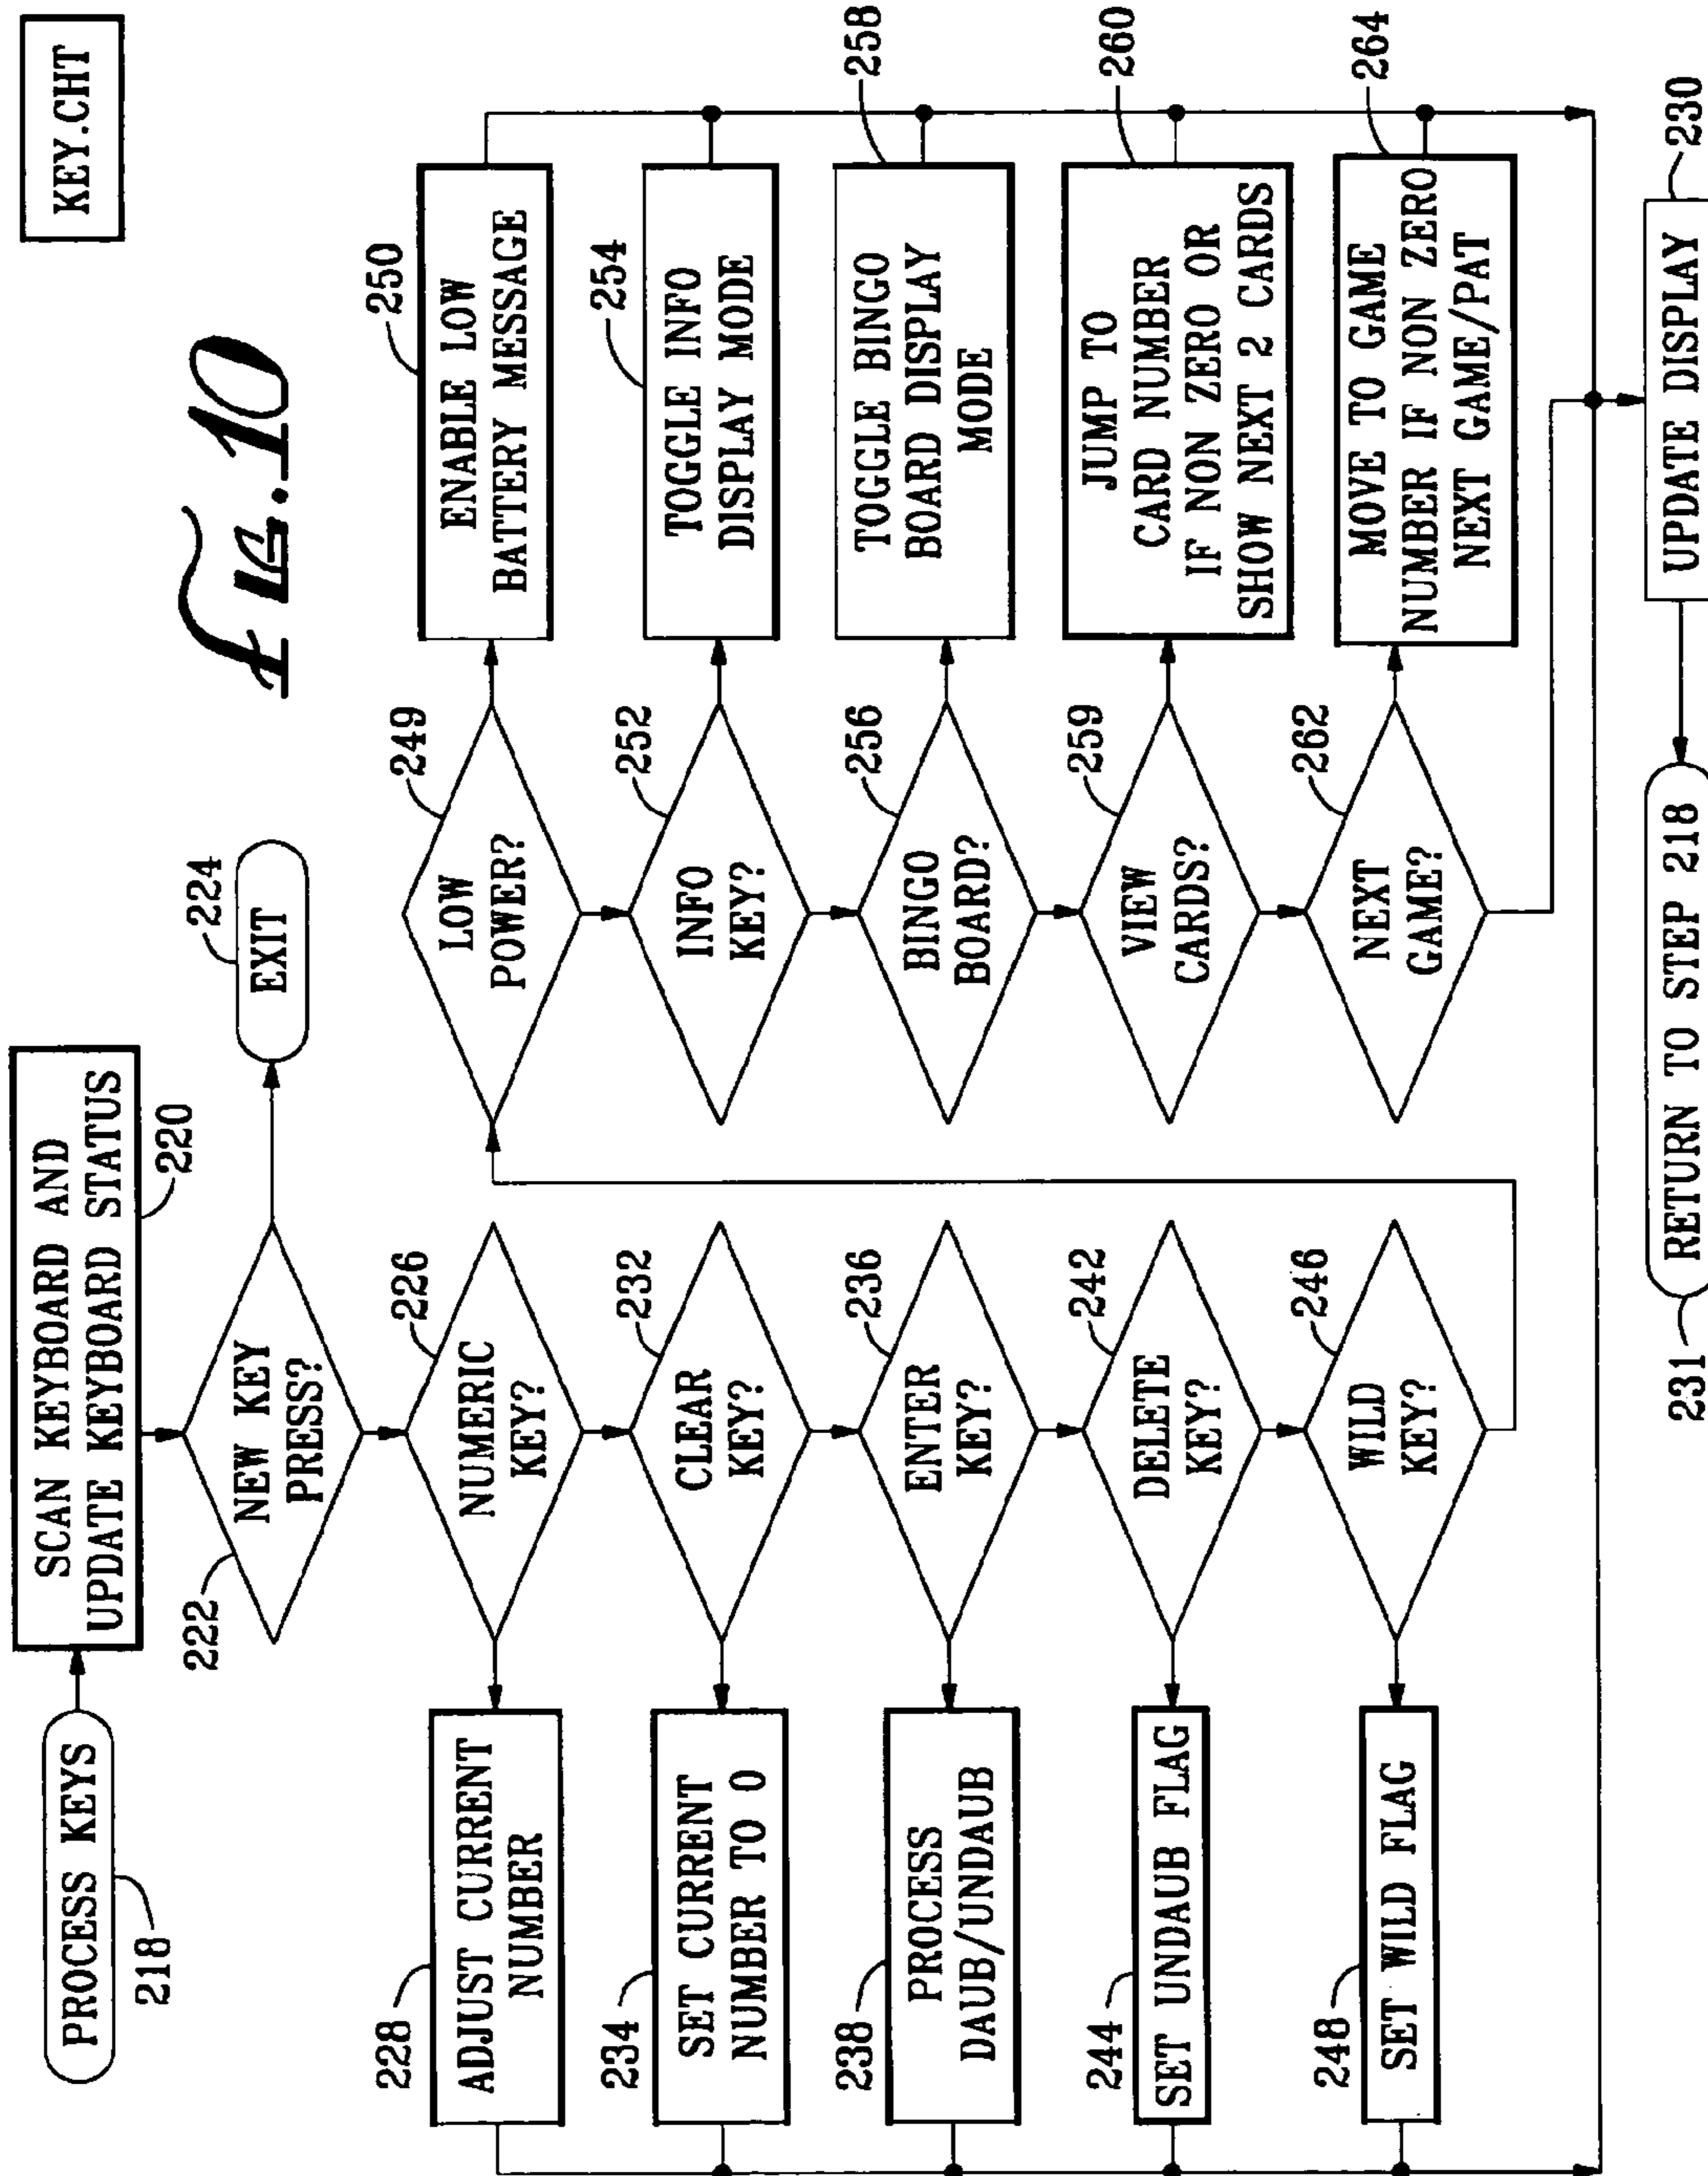 KEY.CHT
FIG. 10
PROCESS KEYS
218
SCAN KEYBOARD AND
UPDATE KEYBOARD STATUS
220
222
NEW KEY
PRESS?
224
EXIT
228
ADJUST CURRENT
NUMBER
226
NUMERIC
KEY?
249
LOW
POWER?
250
ENABLE LOW
BATTERY MESSAGE
234
SET CURRENT
NUMBER TO 0
232
CLEAR
KEY?
252
INFO
KEY?
254
TOGGLE INFO
DISPLAY MODE
238
PROCESS
DAUB/UNDAUB
236
ENTER
KEY?
256
BINGO
BOARD?
258
TOGGLE BINGO
BOARD DISPLAY
MODE
244
SET UNDAUB FLAG
242
DELETE
KEY?
259
VIEW
CARDS?
260
JUMP TO
CARD NUMBER
IF NON ZERO OR
SHOW NEXT 2 CARDS
248
SET WILD FLAG
246
WILD
KEY?
262
NEXT
GAME?
264
MOVE TO GAME
NUMBER IF NON ZERO
NEXT GAME/PAT
231
RETURN TO STEP 218
UPDATE DISPLAY
230